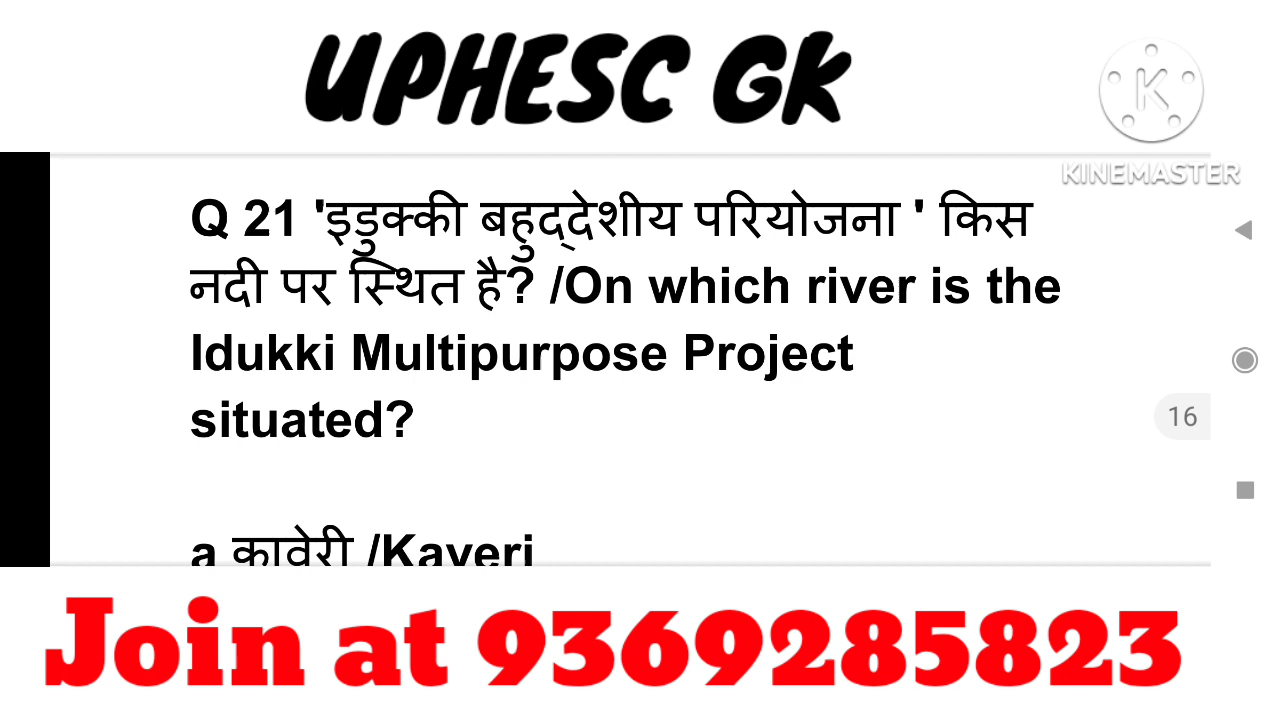 UPHESC GK
K
KINEMASTER
Q 21 'इडुक्की बहुद्देशीय परियोजना ' किस
नदी पर स्थित है? /On which river is the
Idukki Multipurpose Project
situated?
16
a कावेरी /Kaveri
Join at 9369285823